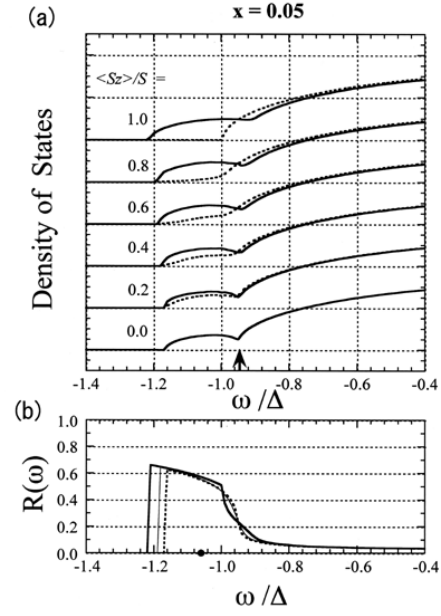 x = 0.05
(a)
<Sz>/S =
1.0
0.8
0.6
0.4
0.2
0.0
Density of States
-1.4 -1.2 -1.0 -0.8 -0.6 -0.4
ω/Δ
(b)
1.0
0.8
0.6
0.4
0.2
0.0
R(ω)
-1.4 -1.2 -1.0 -0.8 -0.6 -0.4
ω/Δ